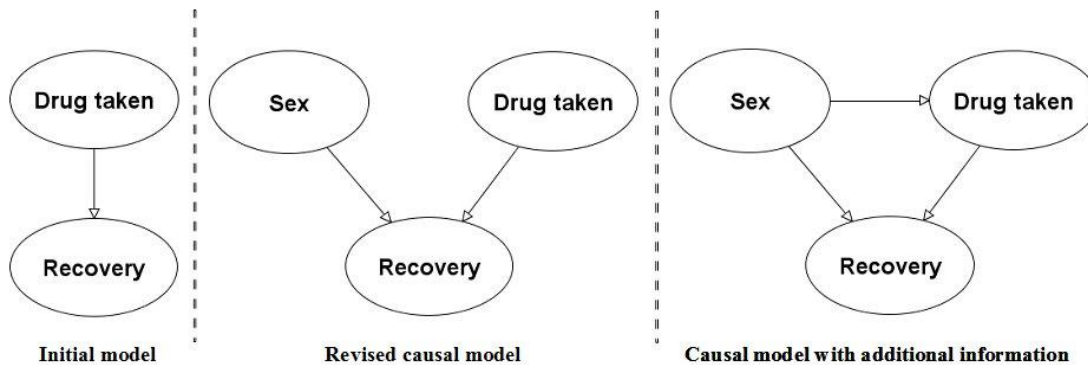 Drug taken
Recovery
Initial model
Sex
Drug taken
Recovery
Revised causal model
Sex
Drug taken
Recovery
Causal model with additional information